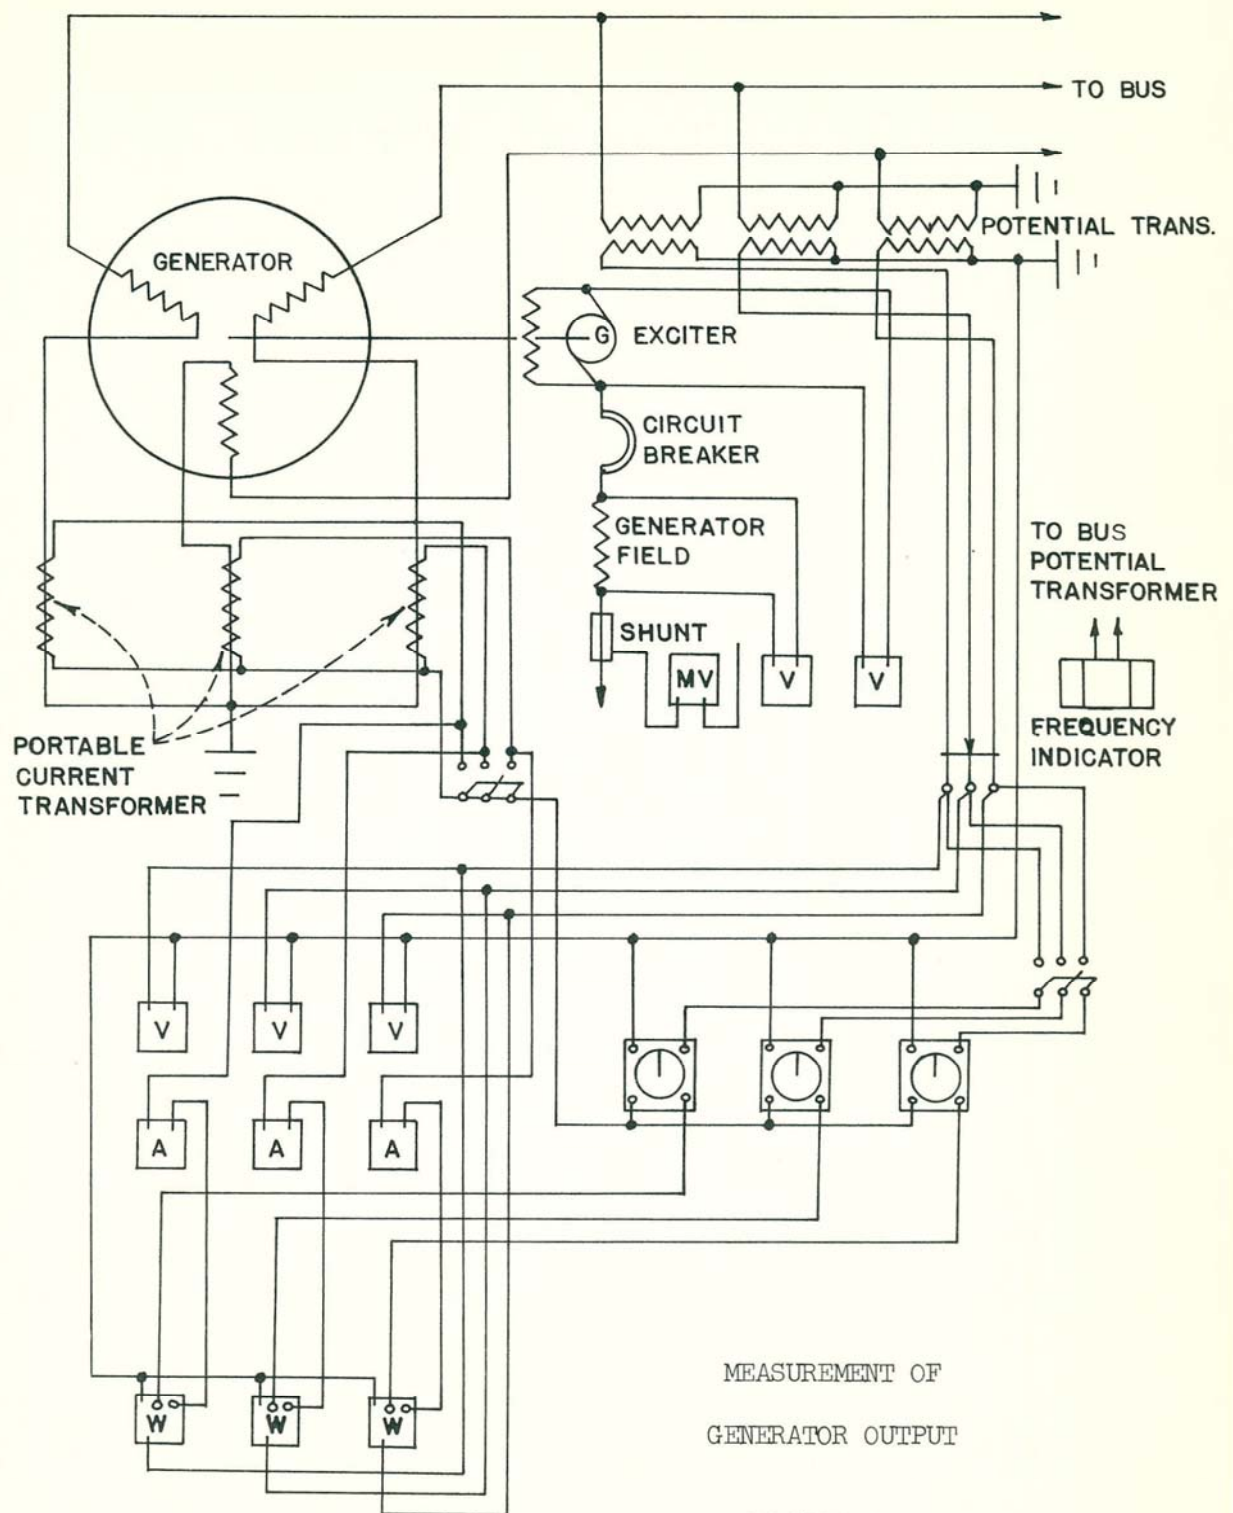 TO BUS
POTENTIAL TRANS.
GENERATOR
G EXCITER
CIRCUIT
BREAKER
GENERATOR
FIELD
TO BUS
POTENTIAL
TRANSFORMER
SHUNT
MV
V
V
FREQUENCY
INDICATOR
PORTABLE
CURRENT
TRANSFORMER
V
V
V
A
A
A
W
W
W
MEASUREMENT OF
GENERATOR OUTPUT